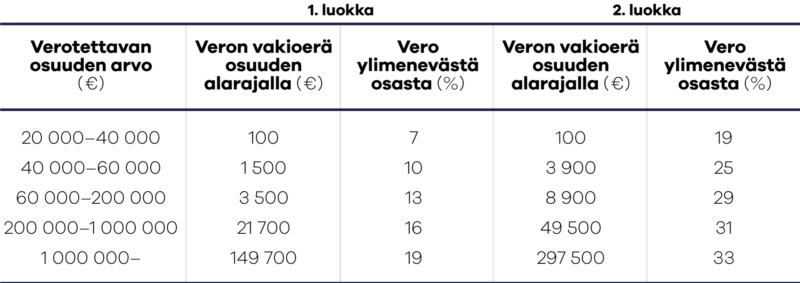 1. luokka 2. luokka
Verotettavan osuuden arvo (€) Veron vakioerä osuuden alarajalla (€) Vero ylimenevästä osasta (%) Veron vakioerä osuuden alarajalla (€) Vero ylimenevästä osasta (%)
20 000–40 000 100 7 100 19
40 000–60 000 1 500 10 3 900 25
60 000–200 000 3 500 13 8 900 29
200 000–1 000 000 21 700 16 49 500 31
1 000 000– 149 700 19 297 500 33